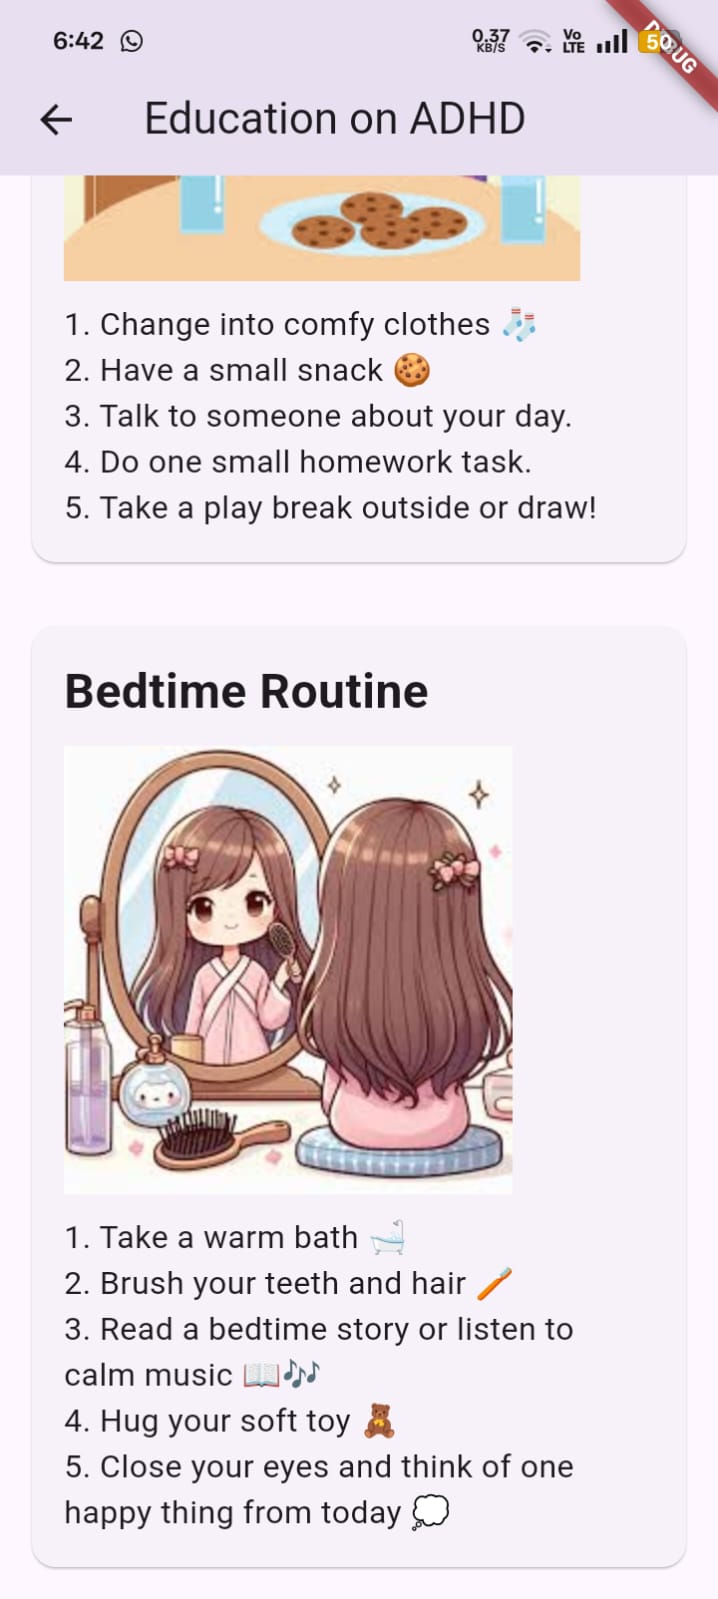 6:42
0.37
KB/S
Vo
LTE
50
Education on ADHD
1. Change into comfy clothes 🧦
2. Have a small snack 🍪
3. Talk to someone about your day.
4. Do one small homework task.
5. Take a play break outside or draw!
Bedtime Routine
1. Take a warm bath 🛁
2. Brush your teeth and hair 🪥
3. Read a bedtime story or listen to
calm music 📖🎶
4. Hug your soft toy 🧸
5. Close your eyes and think of one
happy thing from today 💭